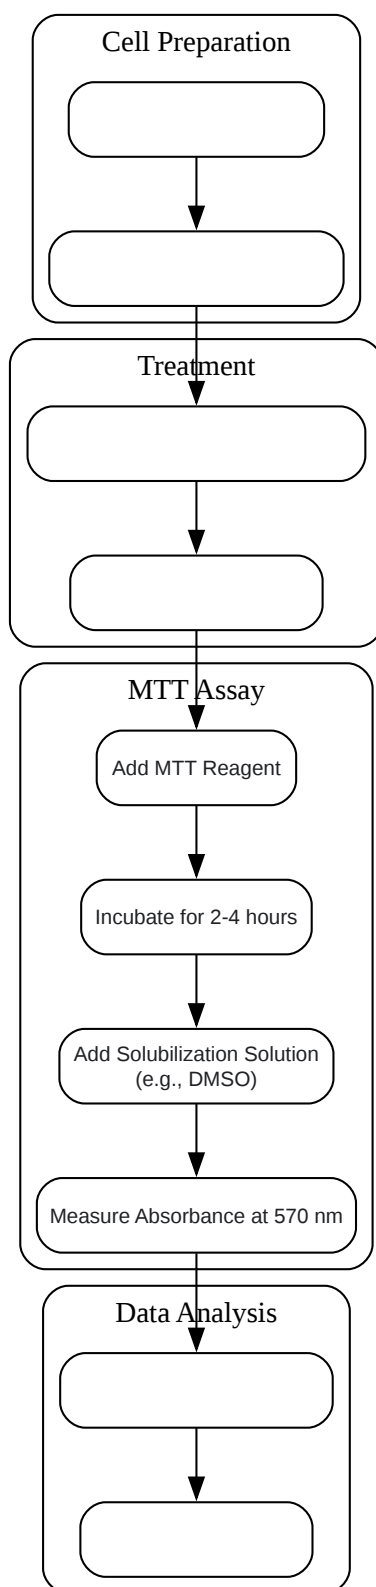 Cell Preparation
Treatment
MTT Assay
Add MTT Reagent
Incubate for 2-4 hours
Add Solubilization Solution
(e.g., DMSO)
Measure Absorbance at 570 nm
Data Analysis